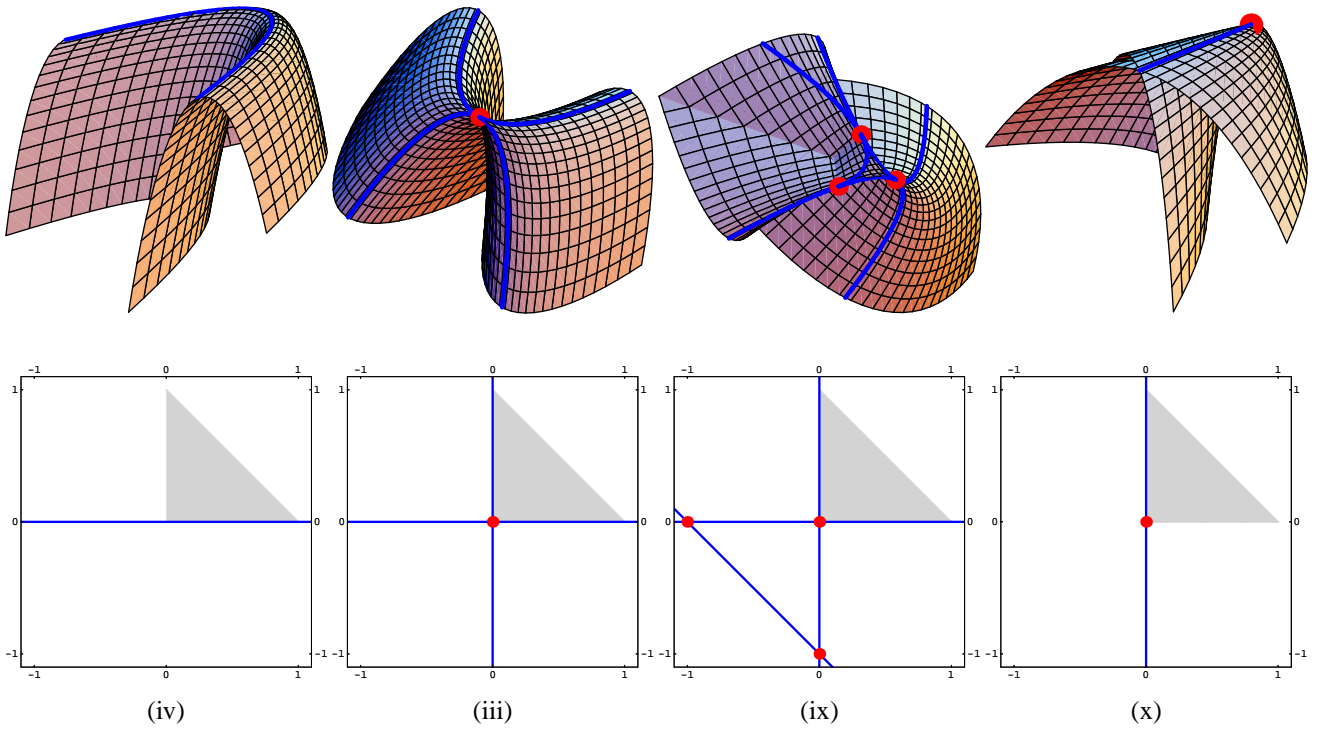 -1 0 1 -1 0 1 -1 0 1 -1 0 1
1 1 1 1 1 1 1 1
0 0 0 0 0 0 0 0
-1 -1 -1 -1 -1 -1 -1 -1
-1 0 1 -1 0 1 -1 0 1 -1 0 1
(iv) (iii) (ix) (x)